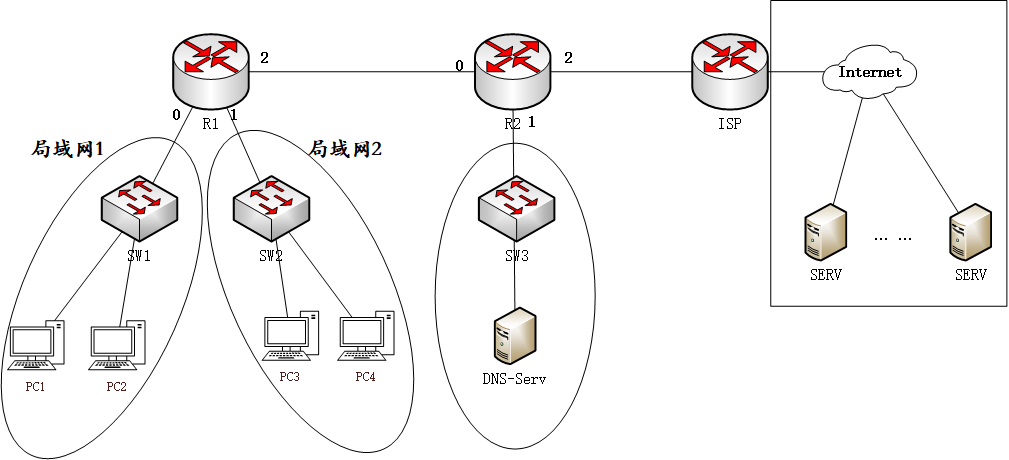 2
0
2
Internet
0
1
R1
R2
1
ISP
局域网1
局域网2
SW1
SW2
SW3
... ...
SERV
SERV
PC1
PC2
PC3
PC4
DNS-Serv